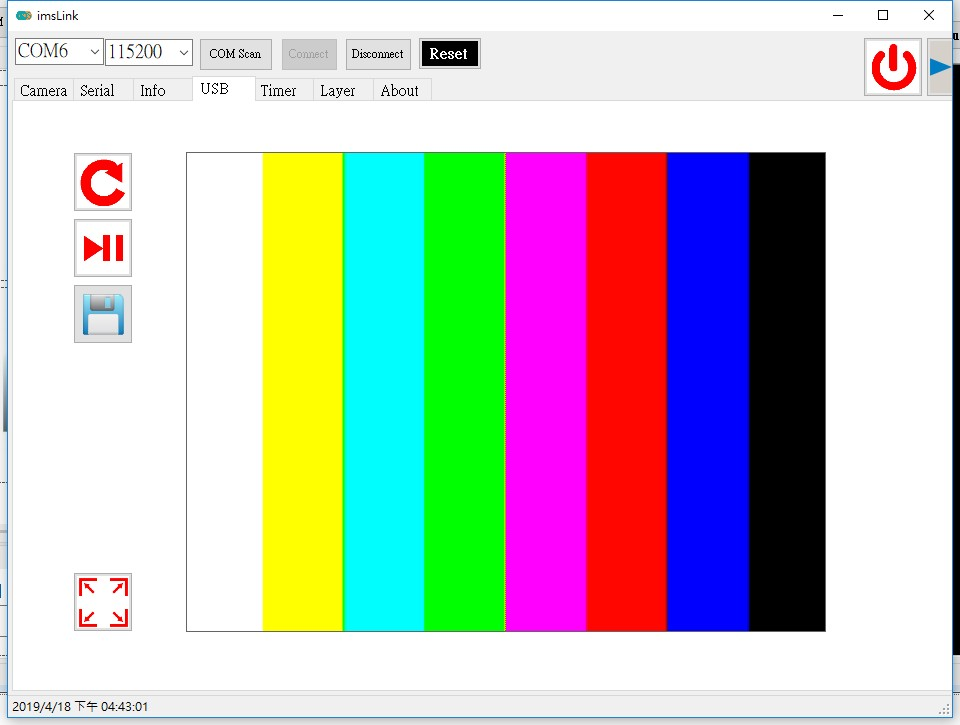 imsLink
COM6 115200 COM Scan Connect Disconnect Reset
Camera Serial Info USB Timer Layer About
2019/4/18 下午 04:43:01